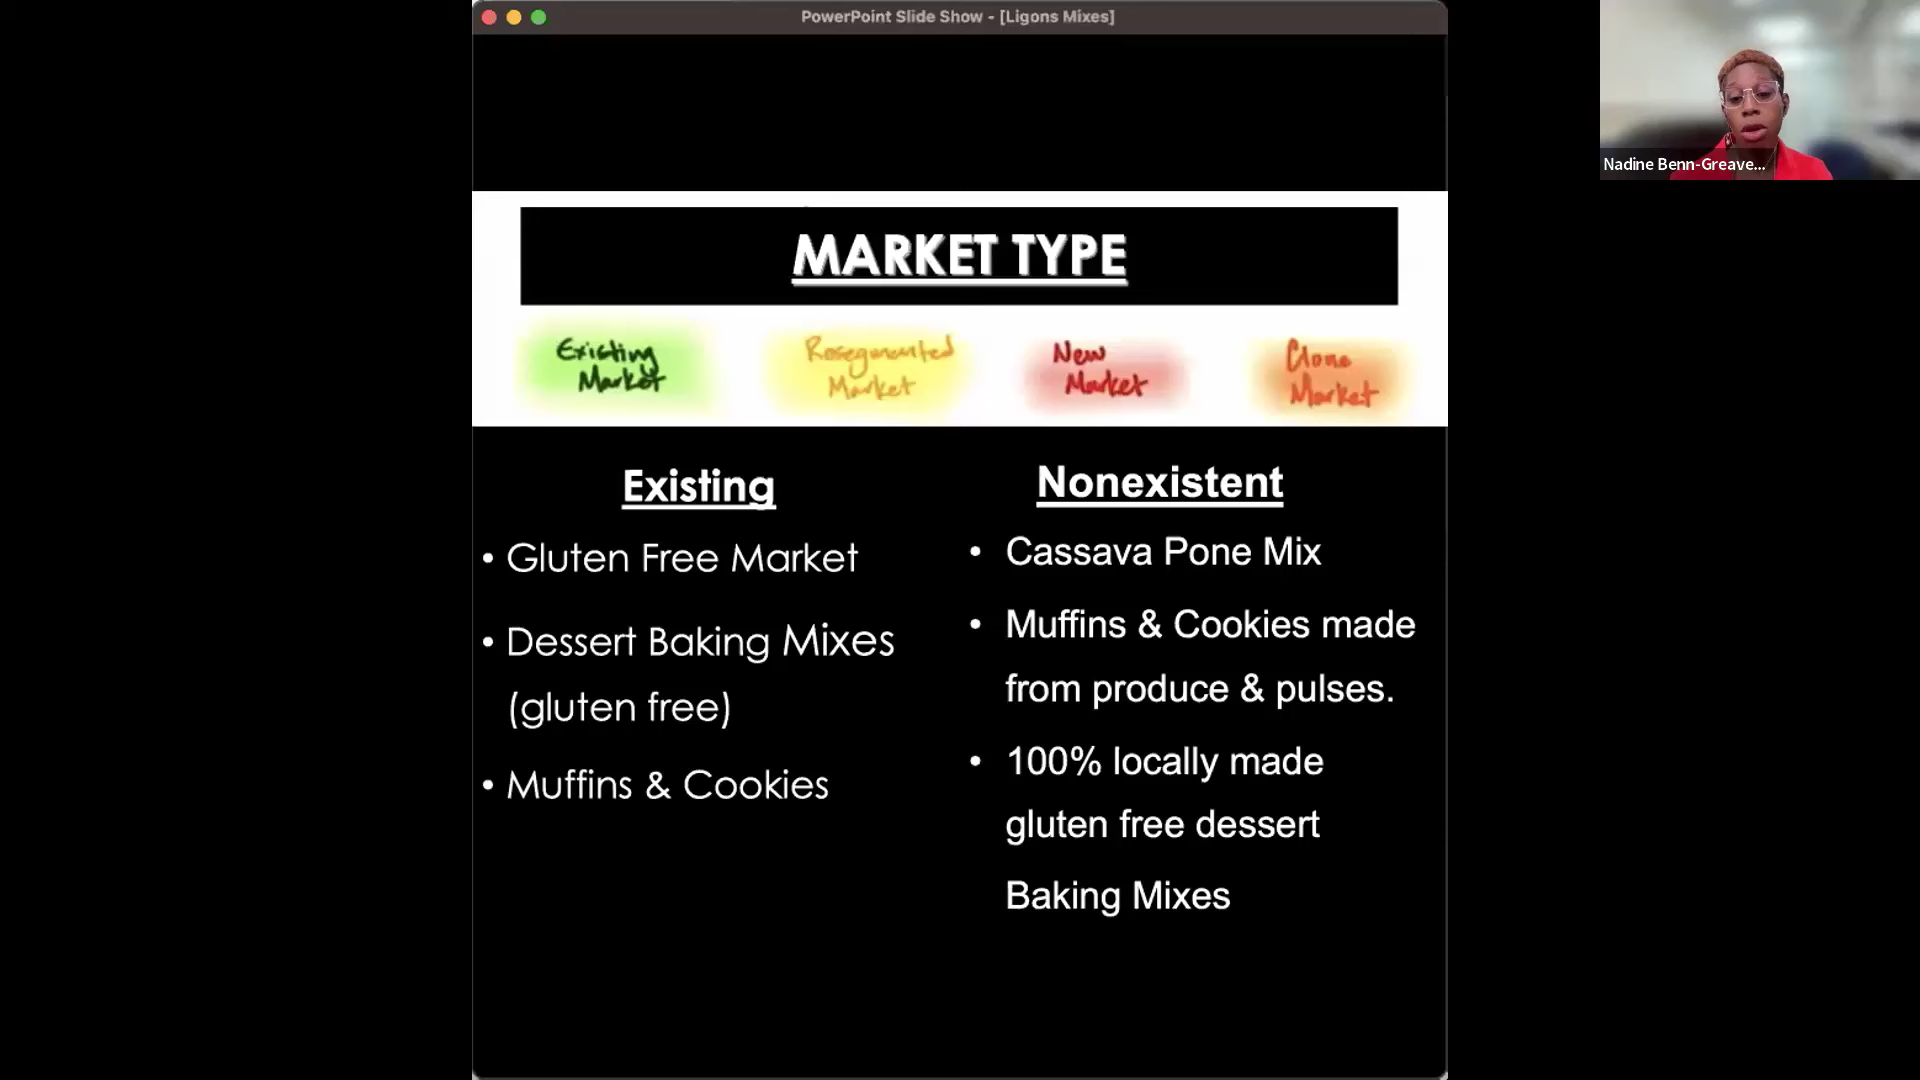 PowerPoint Slide Show - [Ligons Mixes]
Nadine Benn-Greave...
MARKET TYPE
Existing
Market
Resegmented
Market
New
Market
Clone
Market
Existing
• Gluten Free Market
• Dessert Baking Mixes
(gluten free)
• Muffins & Cookies
Nonexistent
• Cassava Pone Mix
• Muffins & Cookies made
from produce & pulses.
• 100% locally made
gluten free dessert
Baking Mixes